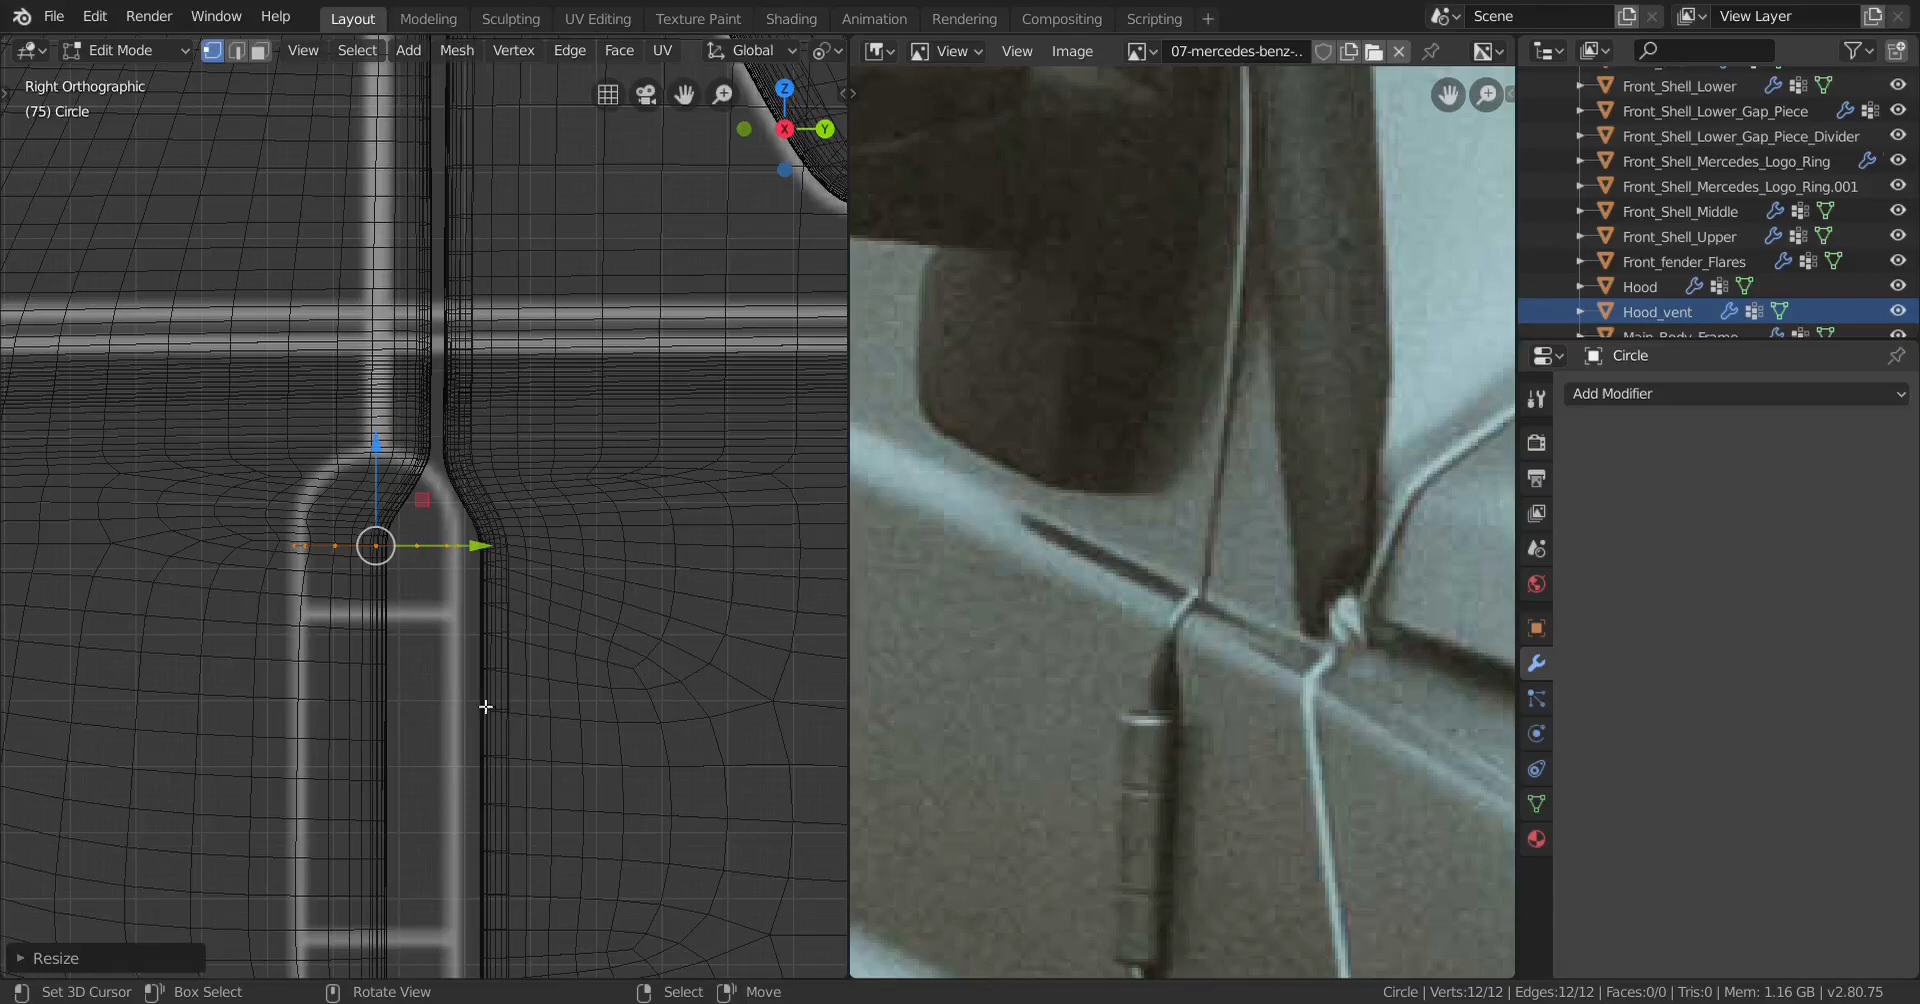 File Edit Render Window Help Layout Modeling Sculpting UV Editing Texture Paint Shading Animation Rendering Compositing Scripting + Scene View Layer
Edit Mode View Select Add Mesh Vertex Edge Face UV Global View View Image 07-mercedes-benz-..
Right Orthographic
(75) Circle
Z
X
Y
Front_Shell_Lower
Front_Shell_Lower_Gap_Piece
Front_Shell_Lower_Gap_Piece_Divider
Front_Shell_Mercedes_Logo_Ring
Front_Shell_Mercedes_Logo_Ring.001
Front_Shell_Middle
Front_Shell_Upper
Front_fender_Flares
Hood
Hood_vent
Main_Body_Frame
Circle
Add Modifier
Resize
Set 3D Cursor Box Select Rotate View Select Move Circle | Verts:12/12 | Edges:12/12 | Faces:0/0 | Tris:0 | Mem: 1.16 GB | v2.80.75